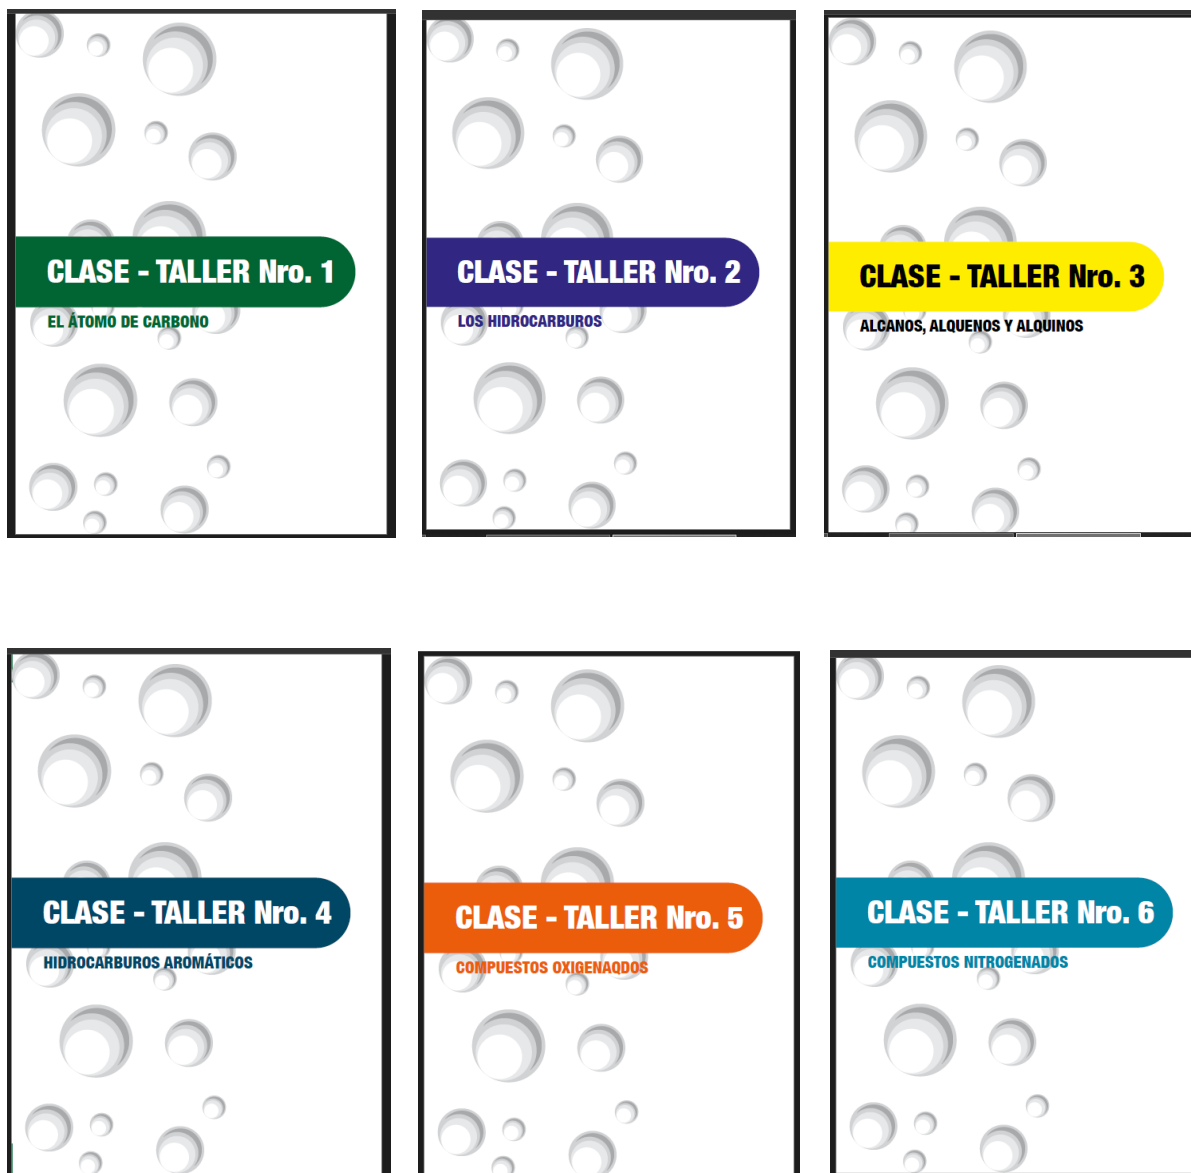 CLASE - TALLER Nro. 1
EL ÁTOMO DE CARBONO
CLASE - TALLER Nro. 2
LOS HIDROCARBUROS
CLASE - TALLER Nro. 3
ALCANOS, ALQUENOS Y ALQUINOS
CLASE - TALLER Nro. 4
HIDROCARBUROS AROMÁTICOS
CLASE - TALLER Nro. 5
COMPUESTOS OXIGENAQDOS
CLASE - TALLER Nro. 6
COMPUESTOS NITROGENADOS